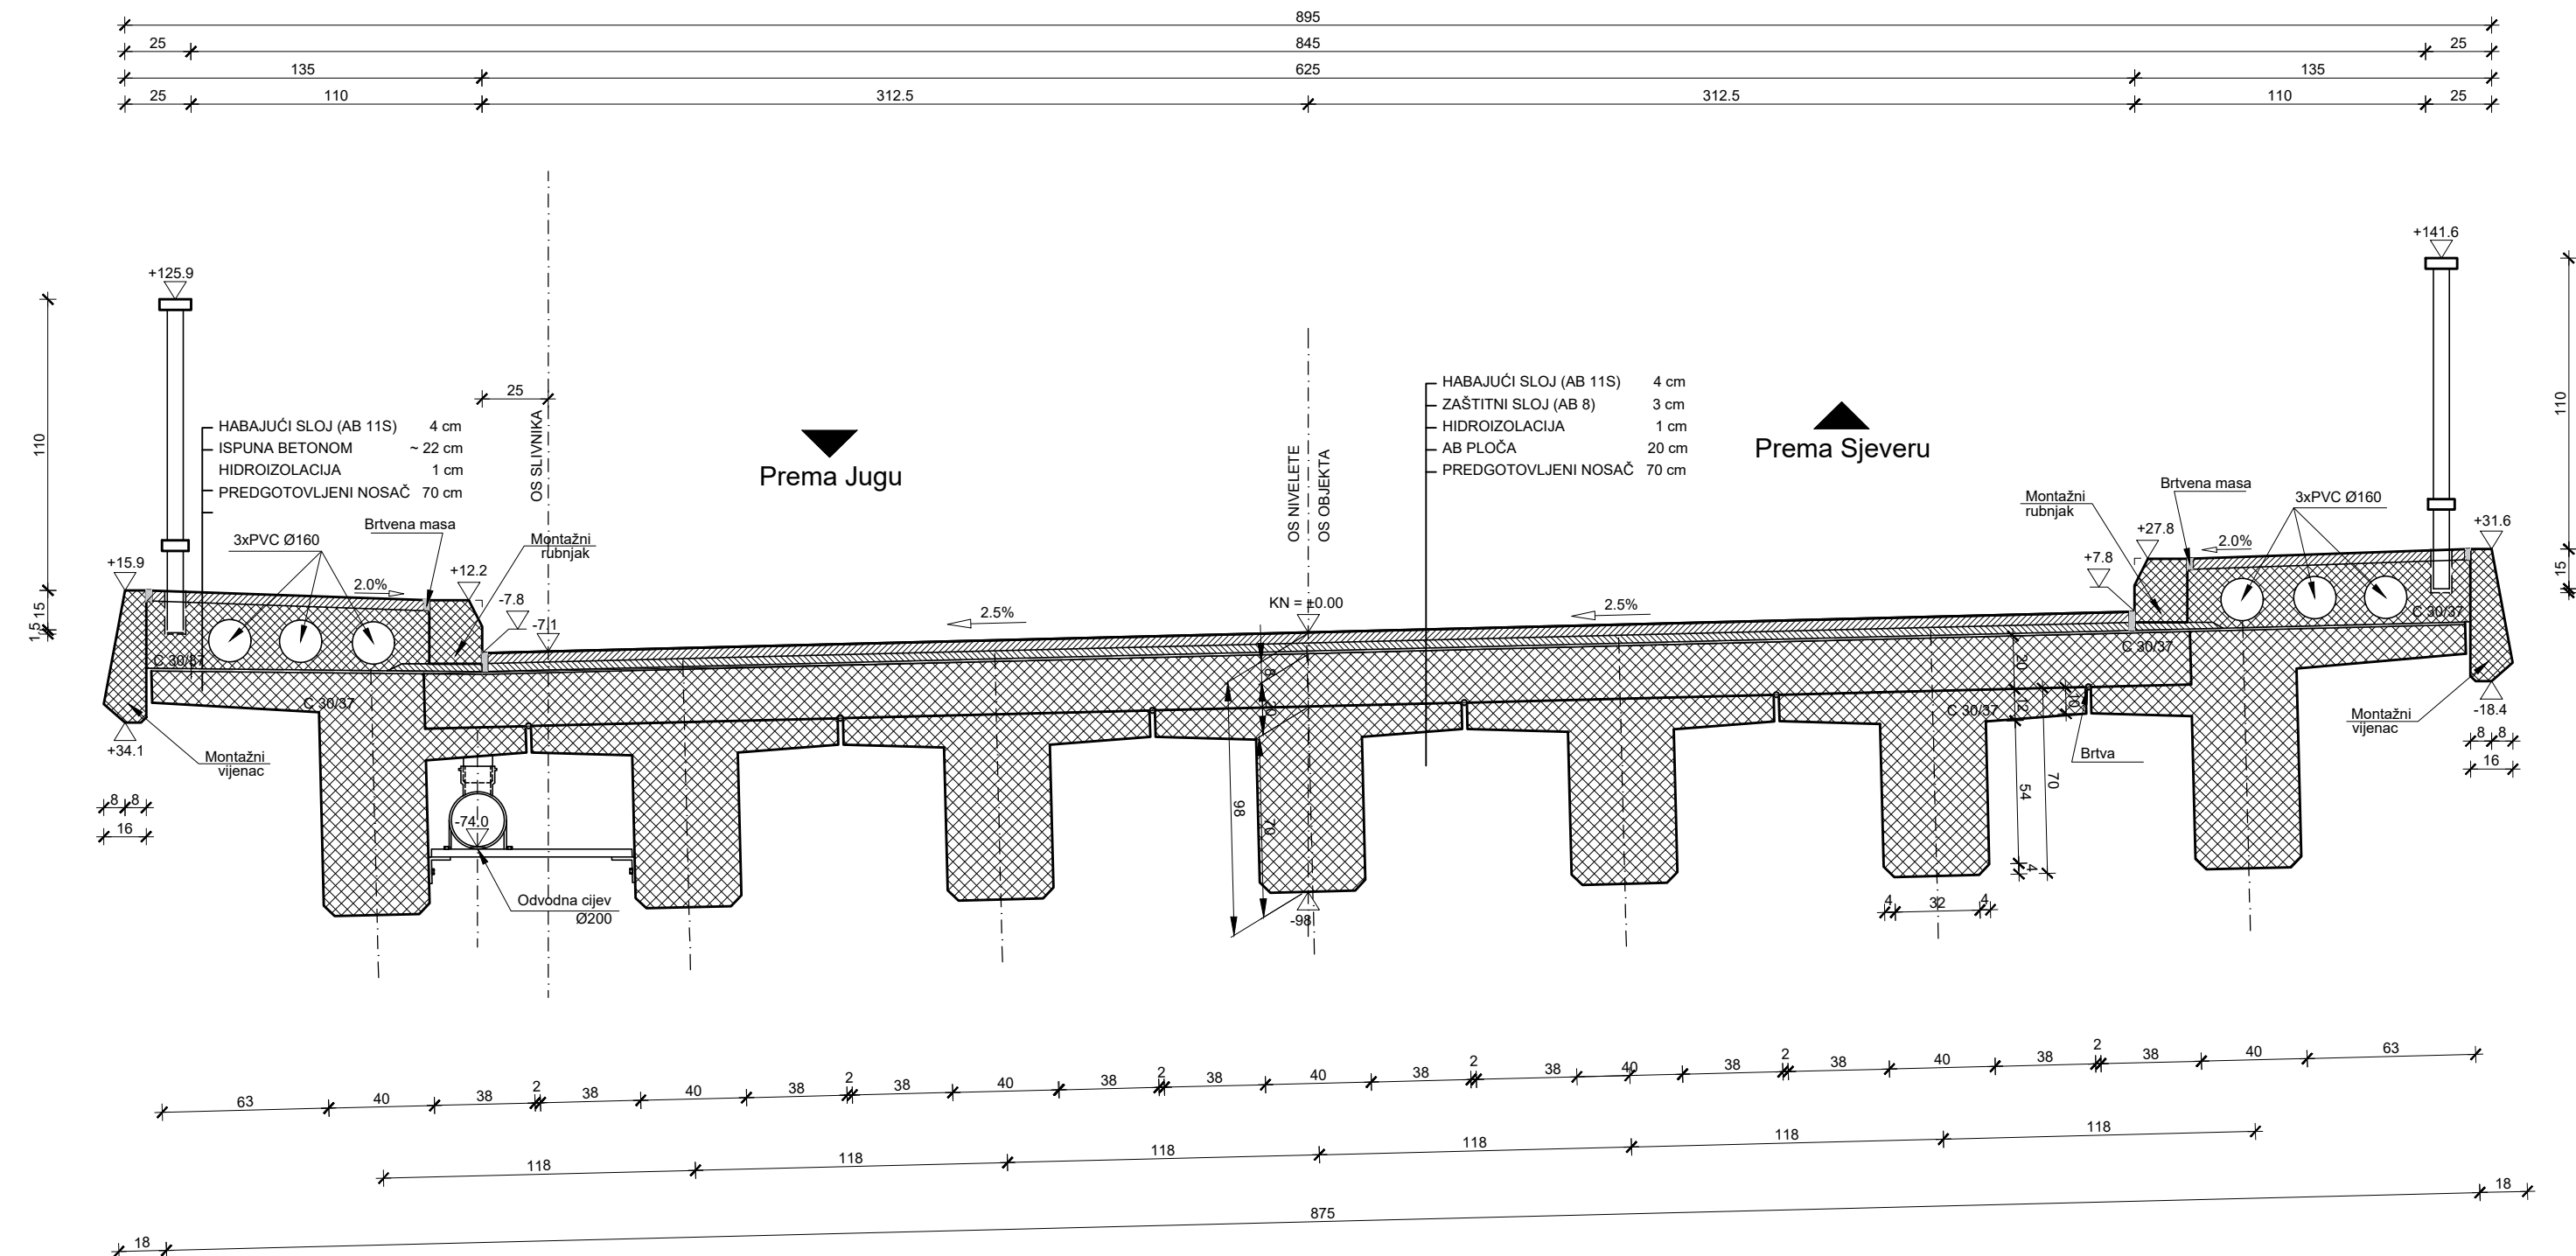 895
25 845 25
135 625 135
25 110 312.5 312.5 110 25
+141.6
+125.9
HABAJUĆI SLOJ (AB 11S) 4 cm
ZAŠTITNI SLOJ (AB 8) 3 cm
HIDROIZOLACIJA 1 cm
AB PLOČA 20 cm
PREDGOTOVLJENI NOSAČ 70 cm
25
OS SLIVNIKA
HABAJUĆI SLOJ (AB 11S) 4 cm
ISPUNA BETONOM ~ 22 cm
HIDROIZOLACIJA 1 cm
PREDGOTOVLJENI NOSAČ 70 cm
Prema Jugu
Prema Sjeveru
OS NIVELETE
OS OBJEKTA
110
110
Brtvena masa
3xPVC Ø160
Montažni
rubnjak
Brtvena masa
Montažni
rubnjak
3xPVC Ø160
+15.9
2.0%
+12.2
-7.8
-7.1
2.5%
KN = ±0.00
2.5%
+7.8
+27.8
2.0%
+31.6
15
1.5
15
C 30/37
C 30/37
C 30/37
C 30/37
C 30/37
8
20
70
98
20
12
10
54
70
4
+34.1
Montažni
vijenac
-18.4
Montažni
vijenac
Brtva
8 8
16
8 8
16
-74.0
Odvodna cijev
Ø200
-98
4 32 4
63 40 38 2 38 40 38 2 38 40 38 2 38 40 38 2 38 40 38 2 38 40 38 2 38 40 63
118 118 118 118 118 118
18 875 18